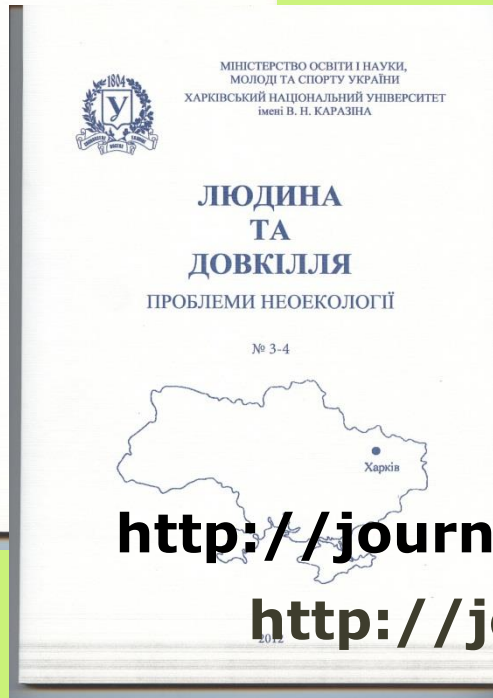 1804
У
МІНІСТЕРСТВО ОСВІТИ І НАУКИ,
МОЛОДІ ТА СПОРТУ УКРАЇНИ
ХАРКІВСЬКИЙ НАЦІОНАЛЬНИЙ УНІВЕРСИТЕТ
імені В. Н. КАРАЗІНА
ЛЮДИНА
ТА
ДОВКІЛЛЯ
ПРОБЛЕМИ НЕОЕКОЛОГІЇ
№ 3-4
Харків
http://journ
http://j
2012